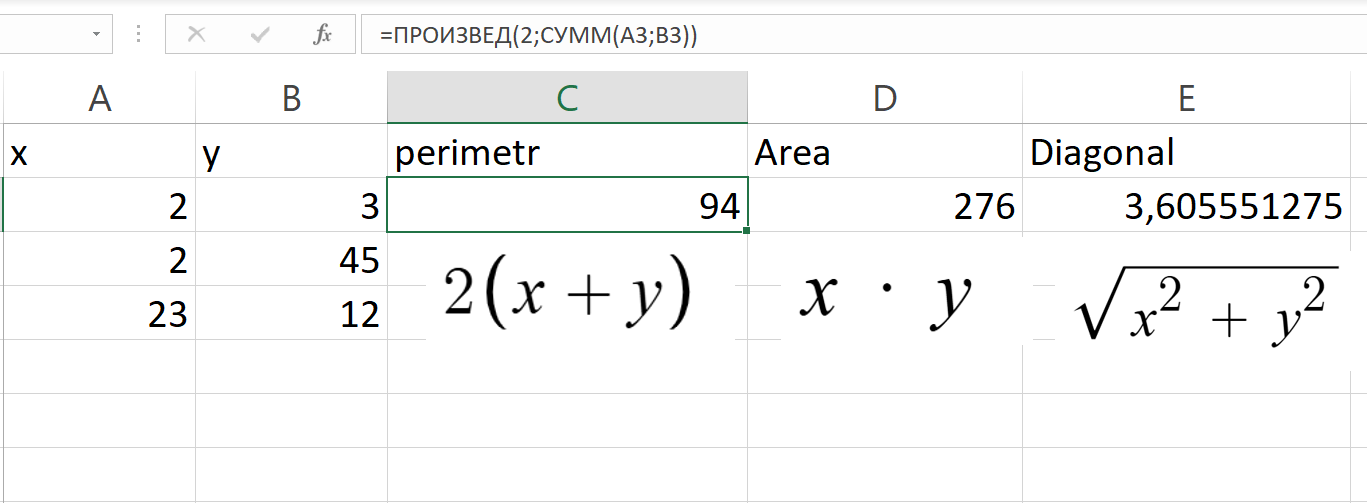 fx =ПРОИЗВЕД(2;СУММ(A3;B3))
A B C D E
x y perimetr Area Diagonal
2 3 94 276 3,605551275
2 45 2(x + y) x · y √x² + y²
23 12